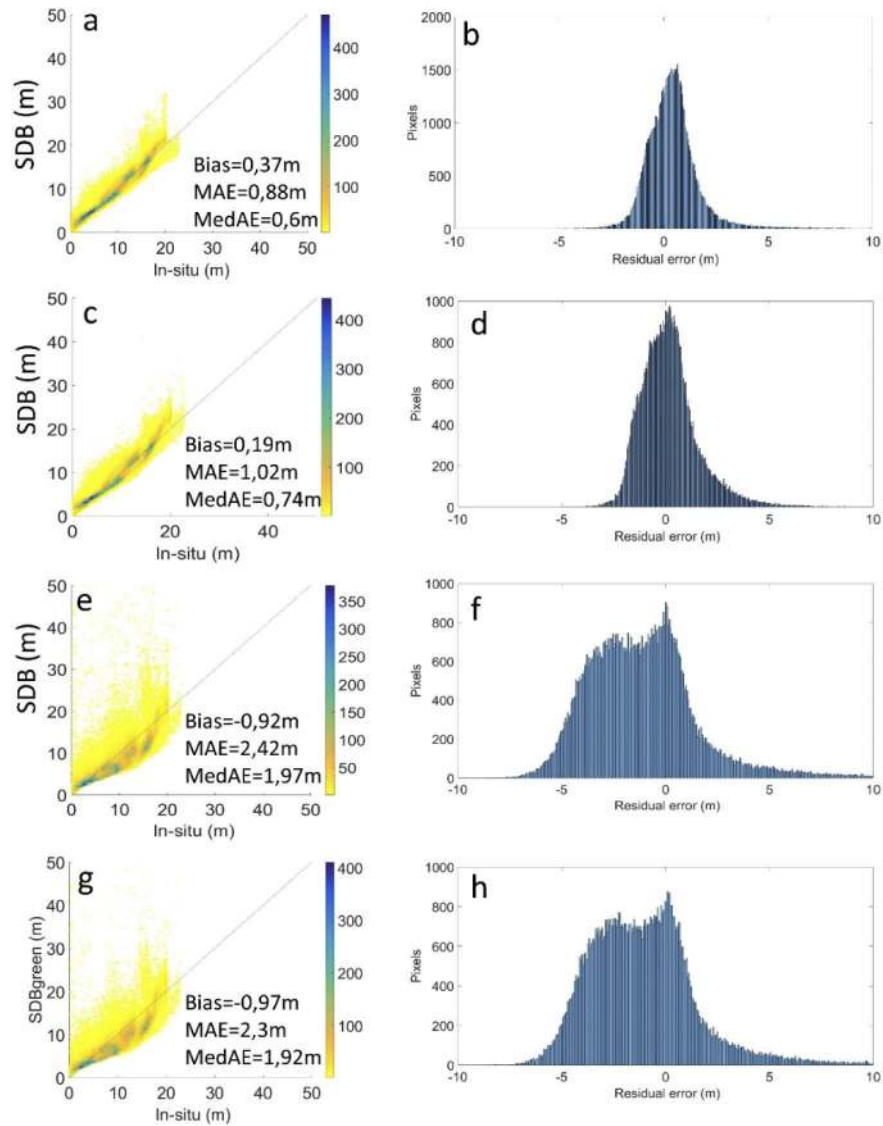 a
SDB (m)
50
40
30
20
10
0
0 10 20 30 40 50
In-situ (m)
Bias=0,37m
MAE=0,88m
MedAE=0,6m
400
300
200
100
b
Pixels
2000
1500
1000
500
0
-10 -5 0 5 10
Residual error (m)
c
SDB (m)
50
40
30
20
10
0
0 20 40
In-situ (m)
Bias=0,19m
MAE=1,02m
MedAE=0,74m
400
300
200
100
d
Pixels
1000
800
600
400
200
0
-10 -5 0 5 10
Residual error (m)
e
SDB (m)
50
40
30
20
10
0
0 10 20 30 40 50
In-situ (m)
Bias=-0,92m
MAE=2,42m
MedAE=1,97m
350
300
250
200
150
100
50
f
Pixels
1000
800
600
400
200
0
-10 -5 0 5 10
Residual error (m)
g
SDBgreen (m)
50
40
30
20
10
0
0 10 20 30 40 50
In-situ (m)
Bias=-0,97m
MAE=2,3m
MedAE=1,92m
400
300
200
100
h
Pixels
1000
800
600
400
200
0
-10 -5 0 5 10
Residual error (m)